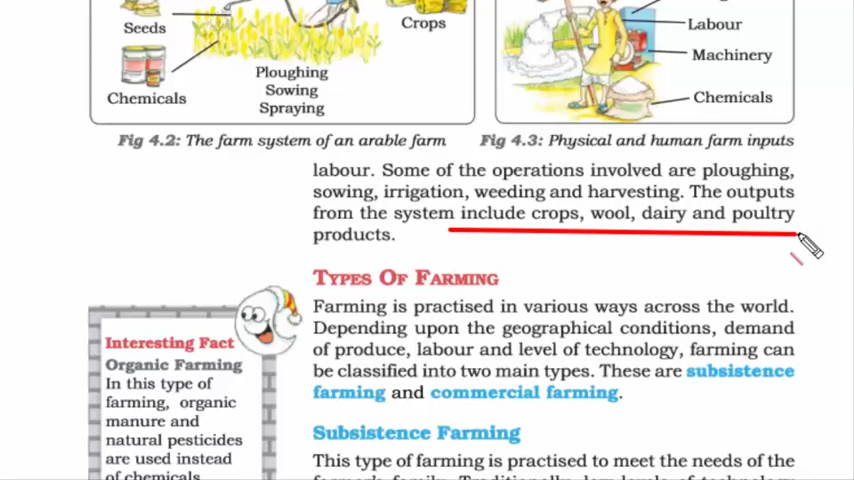 Seeds
Chemicals
Ploughing
Sowing
Spraying
Crops
Labour
Machinery
Chemicals
Fig 4.2: The farm system of an arable farm
Fig 4.3: Physical and human farm inputs
labour. Some of the operations involved are ploughing,
sowing, irrigation, weeding and harvesting. The outputs
from the system include crops, wool, dairy and poultry
products.
TYPES OF FARMING
Farming is practised in various ways across the world.
Depending upon the geographical conditions, demand
of produce, labour and level of technology, farming can
be classified into two main types. These are subsistence
farming and commercial farming.
Subsistence Farming
This type of farming is practised to meet the needs of the
Interesting Fact
Organic Farming
In this type of
farming, organic
manure and
natural pesticides
are used instead
of chemicals